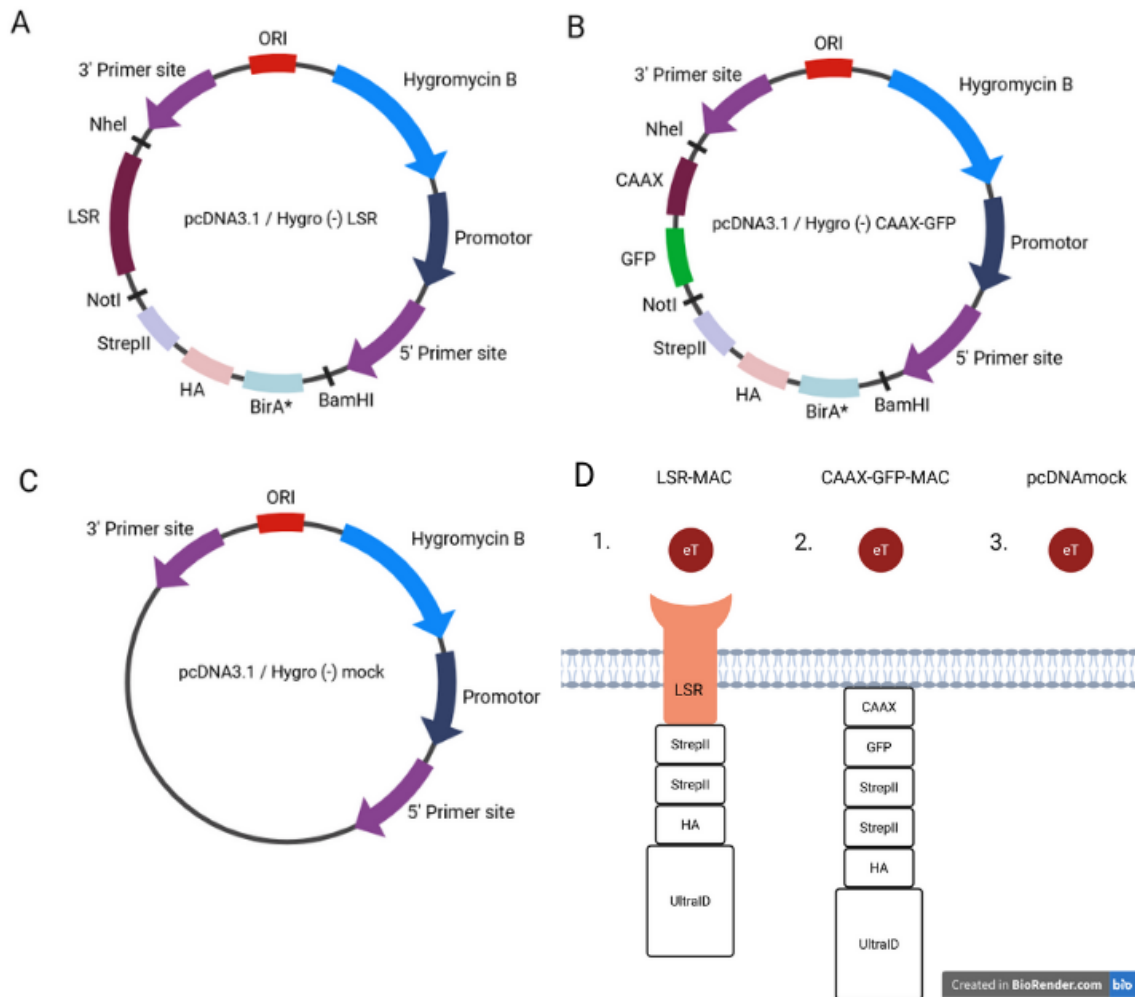 A
ORI
3' Primer site
Hygromycin B
NheI
LSR
pcDNA3.1 / Hygro (-) LSR
Promotor
NotI
StrepII
HA
BirA*
BamHI
5' Primer site
B
ORI
3' Primer site
Hygromycin B
NheI
CAAX
pcDNA3.1 / Hygro (-) CAAX-GFP
Promotor
GFP
NotI
StrepII
HA
BirA*
BamHI
5' Primer site
C
ORI
3' Primer site
Hygromycin B
pcDNA3.1 / Hygro (-) mock
Promotor
5' Primer site
D
LSR-MAC
CAAX-GFP-MAC
pcDNAmock
1.
eT
2.
eT
3.
eT
LSR
StrepII
StrepII
HA
UltraID
CAAX
GFP
StrepII
StrepII
HA
UltraID
Created in BioRender.com bio